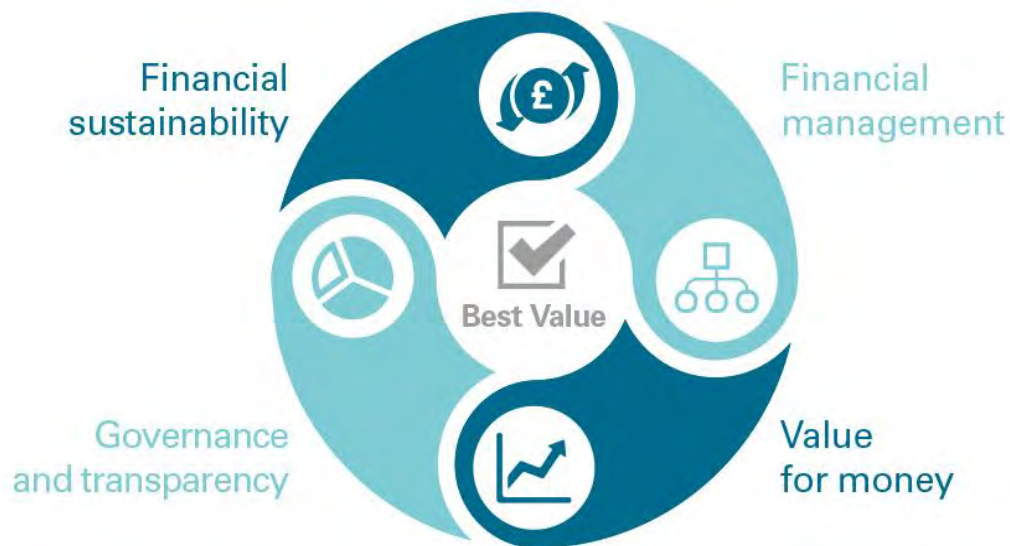 Financial
sustainability
Financial
management
£
Best Value
Governance
and transparency
Value
for money